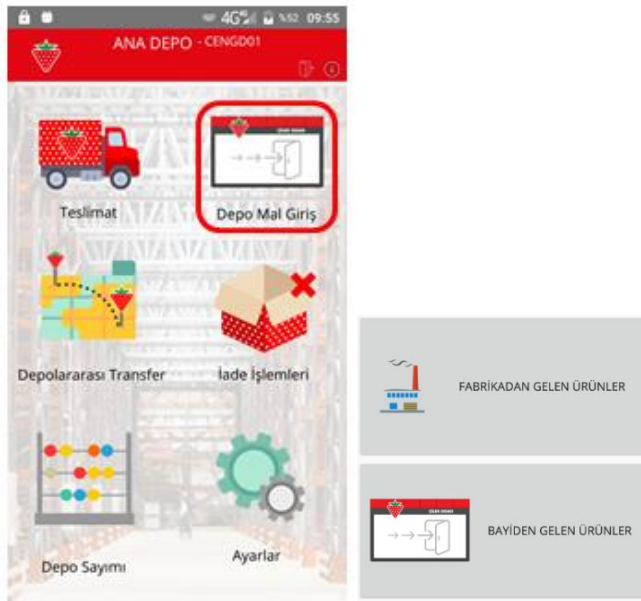 4G %52 09:55
ANA DEPO - CENGD01
Teslimat
Depo Mal Giriş
Depolararası Transfer
İade İşlemleri
Depo Sayımı
Ayarlar
FABRİKADAN GELEN ÜRÜNLER
BAYİDEN GELEN ÜRÜNLER